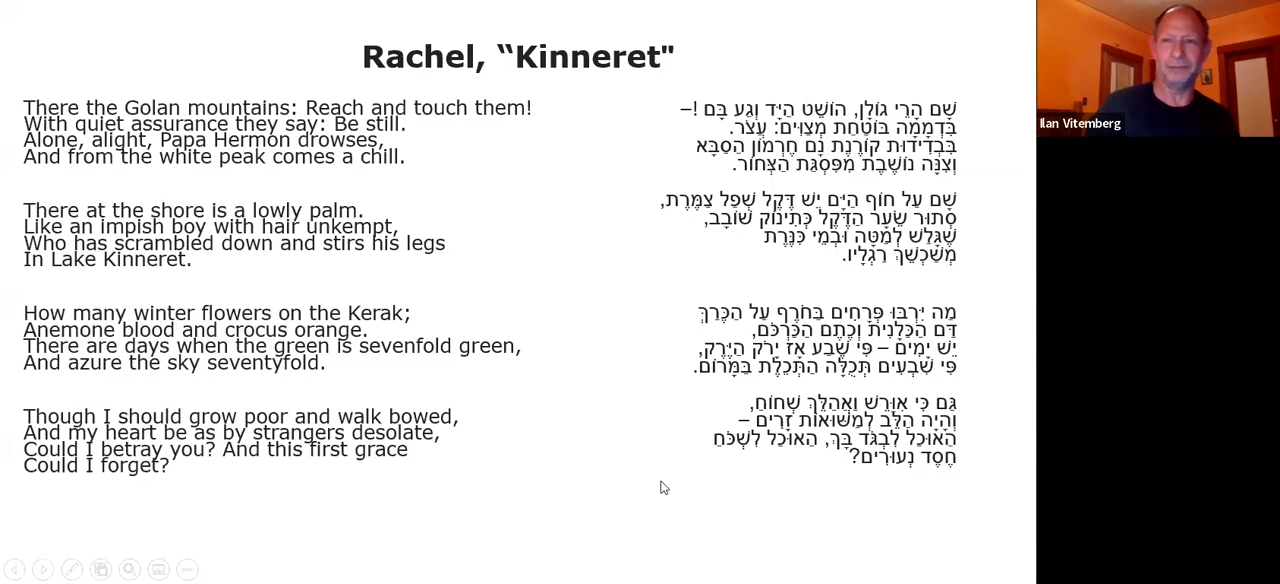 Rachel, “Kinneret"
There the Golan mountains: Reach and touch them!
With quiet assurance they say: Be still.
Alone, alight, Papa Hermon drowses,
And from the white peak comes a chill.
There at the shore is a lowly palm.
Like an impish boy with hair unkempt,
Who has scrambled down and stirs his legs
In Lake Kinneret.
How many winter flowers on the Kerak;
Anemone blood and crocus orange.
There are days when the green is sevenfold green,
And azure the sky seventyfold.
Though I should grow poor and walk bowed,
And my heart be as by strangers desolate,
Could I betray you? And this first grace
Could I forget?
שָׁם הָרֵי גוֹלָן, הוֹשֵׁט הַיָּד וְגַע בָּם !–
בִּדְמָמָה בּוֹטַחַת מְצַוִּים: עֲצֹר.
בִּבְדִידוּת קוֹרֶנֶת נָם חֶרְמוֹן הַסַּבָּא
וְצִנָּה נוֹשֶׁבֶת מִפִּסְגַּת הַצְּחוֹר.
שָׁם עַל חוֹף הַיָּם יֵשׁ דֶּקֶל שְׁפַל צַמֶּרֶת,
סְתוּר שֵׂעָר הַדֶּקֶל כְּתִינוֹק שׁוֹבָב,
שֶׁגָּלַשׁ לְמַטָּה וּבְמֵי כִּנֶּרֶת
מְשַׁכְשֵׁךְ רַגְלָיו.
מַה יִּרְבּוּ פְּרָחִים בַּחֹרֶף עַל הַכְּרַךְ
דַּם הַכַּלָּנִית וְכֶתֶם הַכַּרְכֹּם,
יֵשׁ יָמִים – פִּי שֶׁבַע אָז יָרֹק הַיֶּרֶק,
פִּי שִׁבְעִים תְּכֻלָּה הַתְּכֵלֶת בַּמָּרוֹם.
גַּם כִּי אִוָּרֵשׁ וַאֲהַלֵּךְ שְׁחוֹחַ,
וְהָיָה הַלֵּב לְמַשּׂוּאוֹת זָרִים –
הַאוּכַל לִבְגֹּד בָּךְ, הַאוּכַל לִשְׁכֹּחַ
חֶסֶד נְעוּרִים?
Ilan Vitemberg